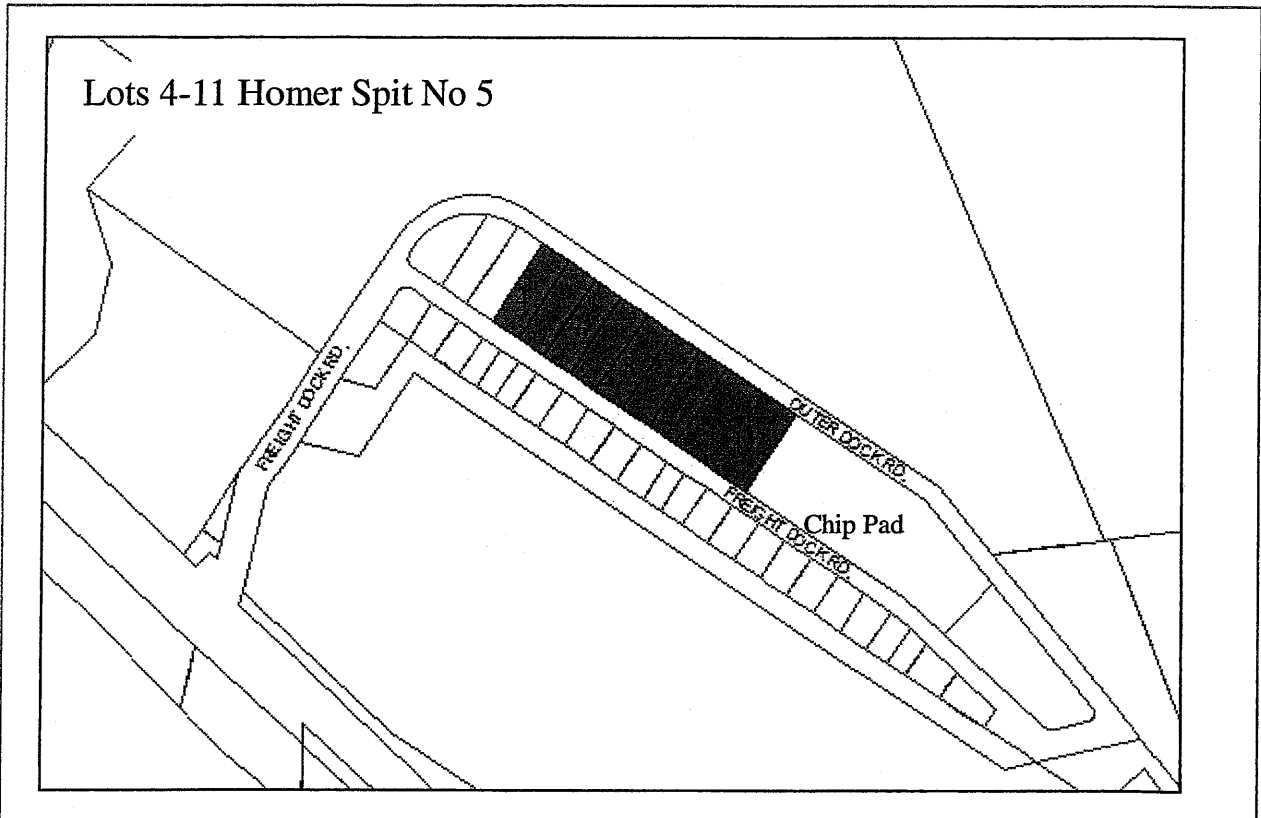 Lots 4-11 Homer Spit No 5
FREIGHT DOCK RD.
OUTER DOCK RD.
FREIGHT DOCK RD.
Chip Pad